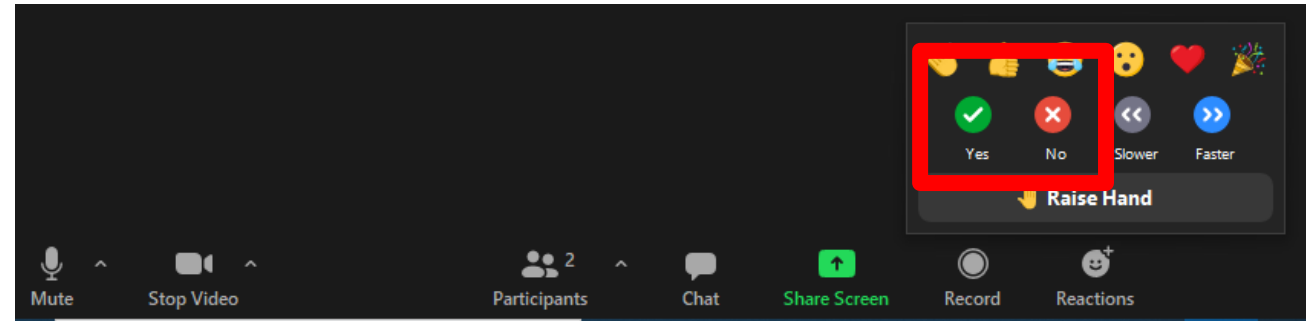 Yes No Slower Faster
Raise Hand
2
Mute Stop Video Participants Chat Share Screen Record Reactions